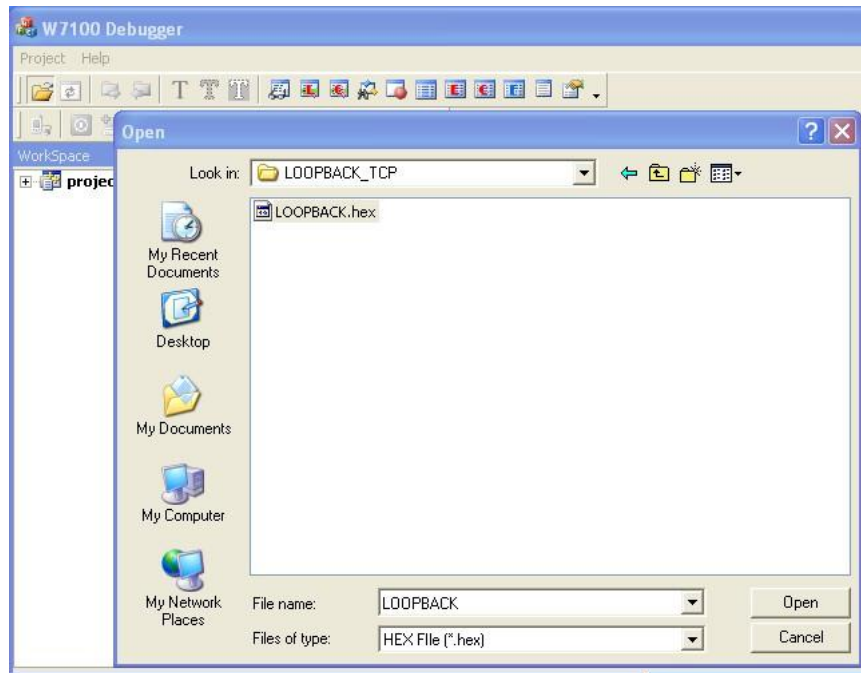 W7100 Debugger
Project Help
T T T
Open
WorkSpace
Look in: LOOPBACK_TCP
projec
LOOPBACK.hex
My Recent
Documents
Desktop
My Documents
My Computer
My Network
Places
File name: LOOPBACK Open
Files of type: HEX FIle (*.hex) Cancel